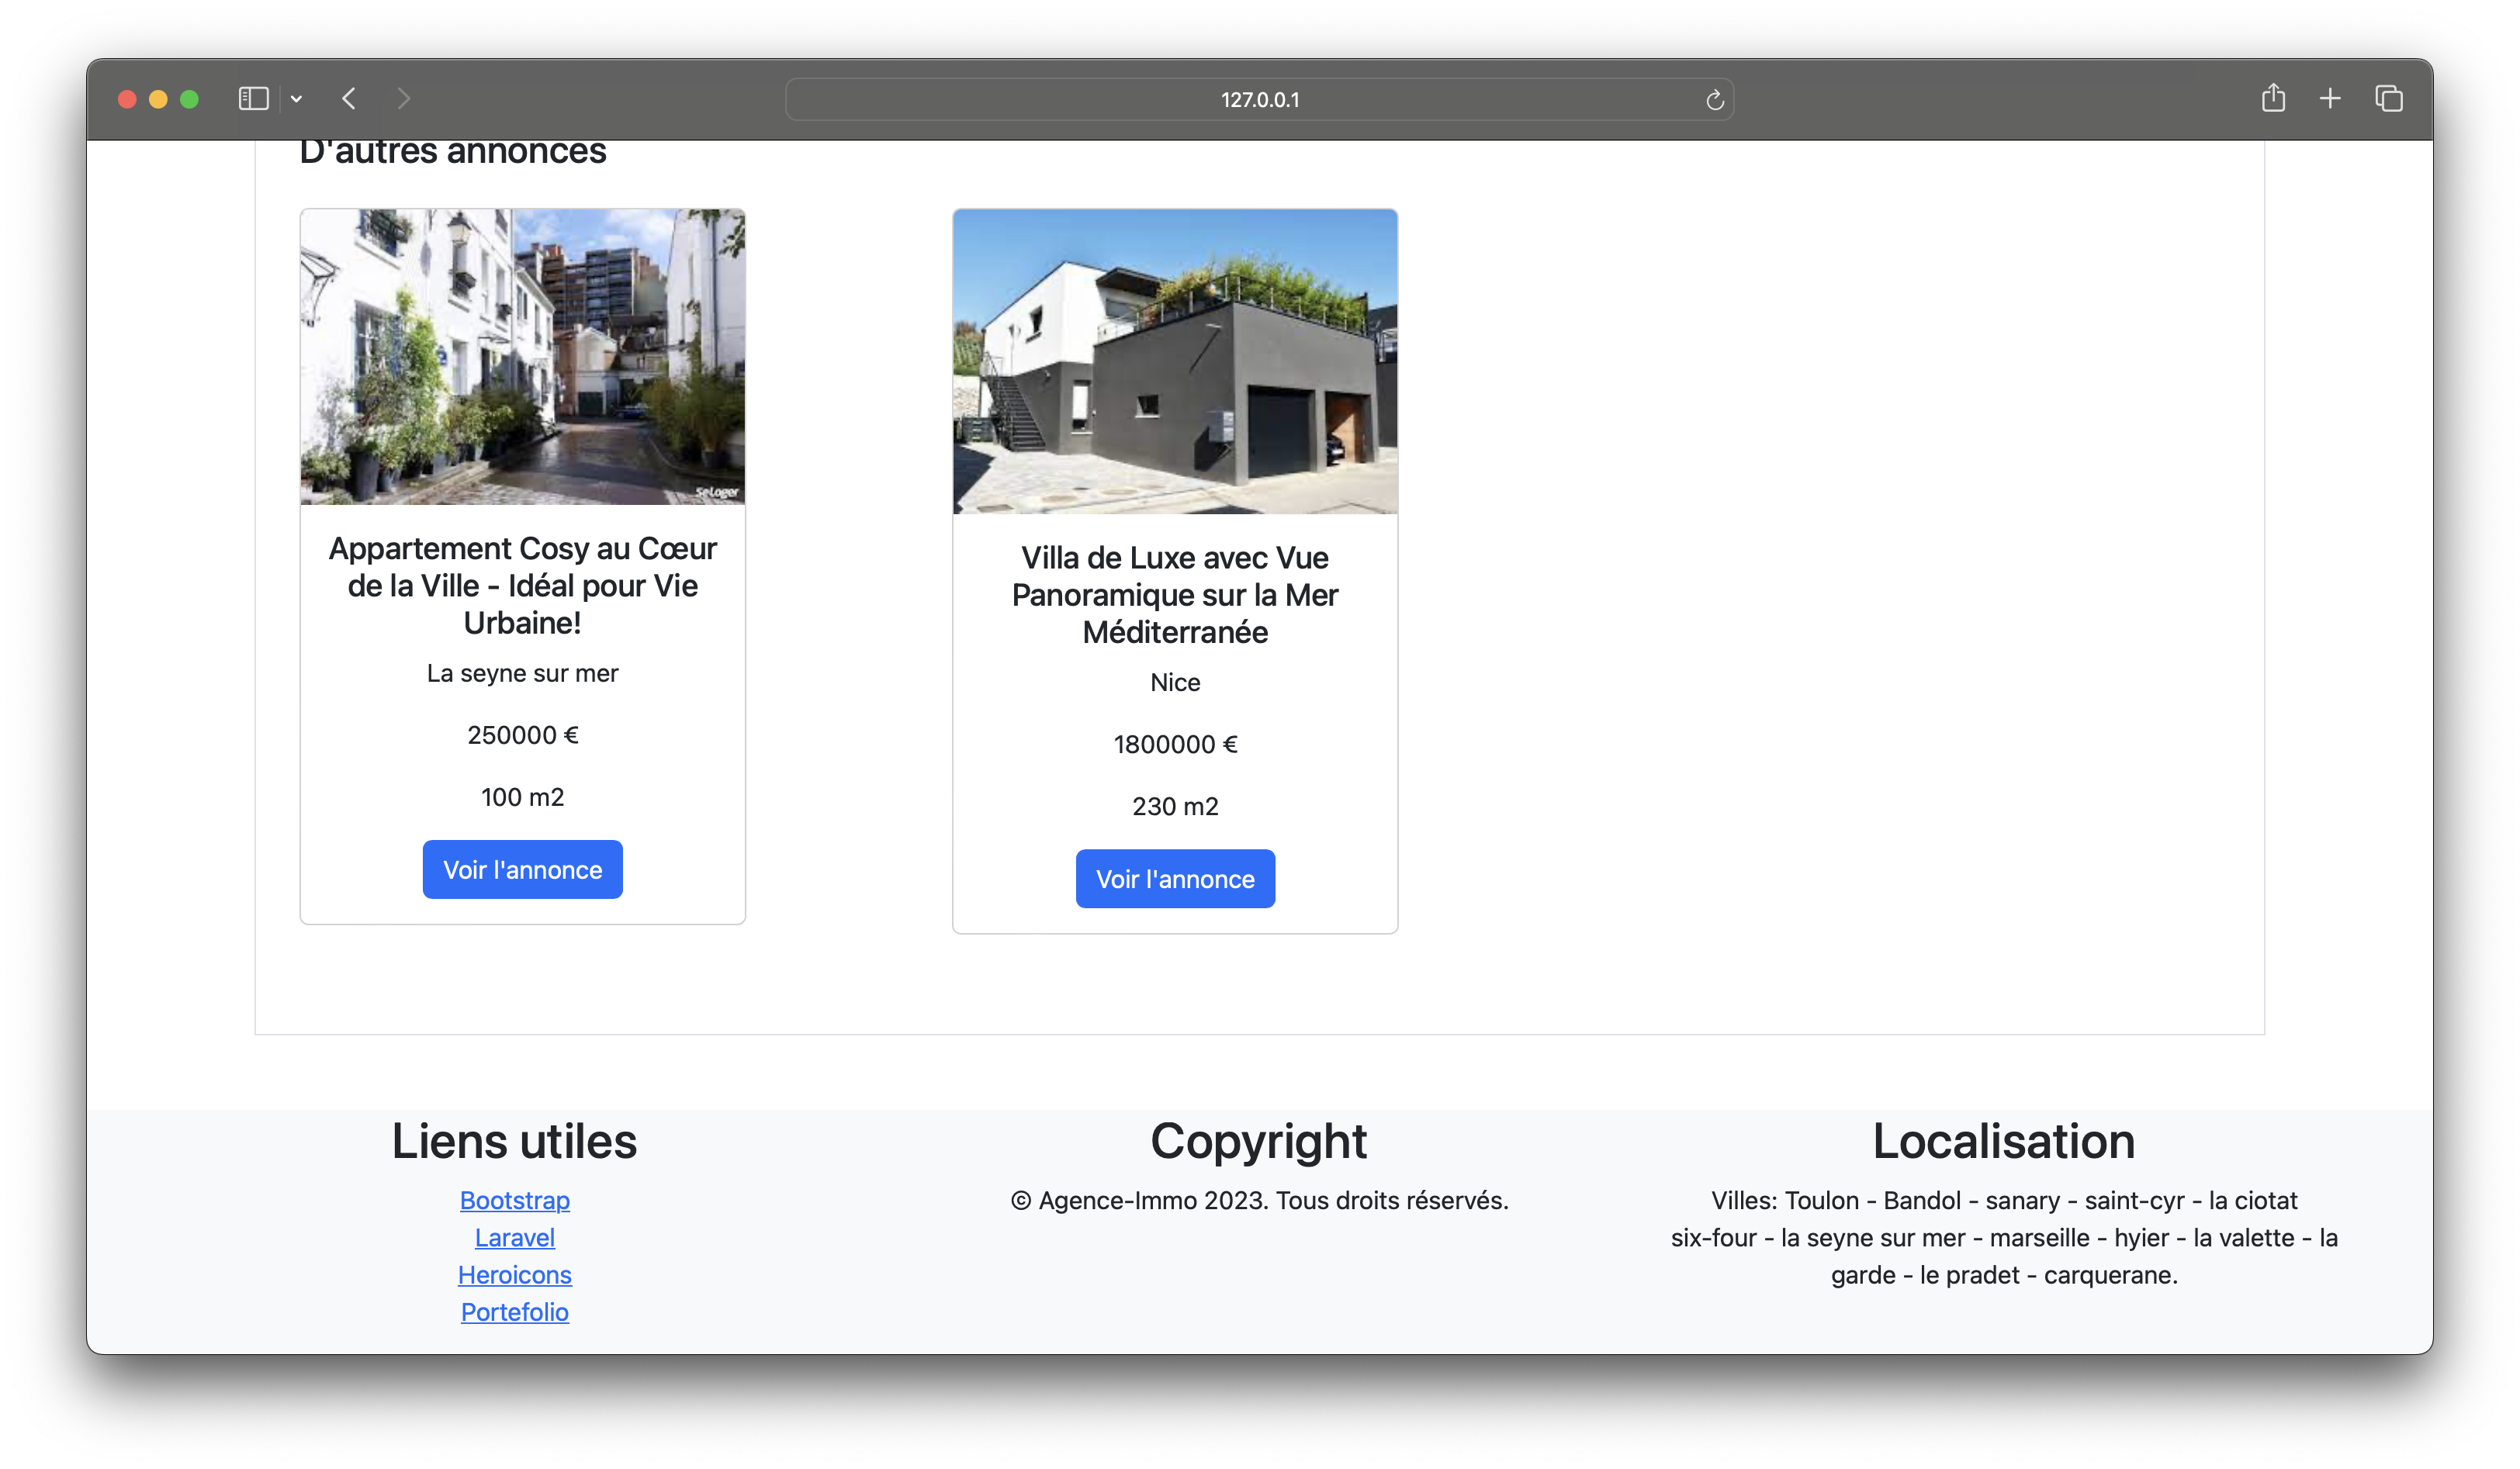 127.0.0.1
D'autres annonces
SeLoger
Appartement Cosy au Cœur
de la Ville - Idéal pour Vie
Urbaine!
La seyne sur mer
250000 €
100 m2
Voir l'annonce
Villa de Luxe avec Vue
Panoramique sur la Mer
Méditerranée
Nice
1800000 €
230 m2
Voir l'annonce
Liens utiles
Bootstrap
Laravel
Heroicons
Portefolio
Copyright
© Agence-Immo 2023. Tous droits réservés.
Localisation
Villes: Toulon - Bandol - sanary - saint-cyr - la ciotat
six-four - la seyne sur mer - marseille - hyier - la valette - la
garde - le pradet - carquerane.